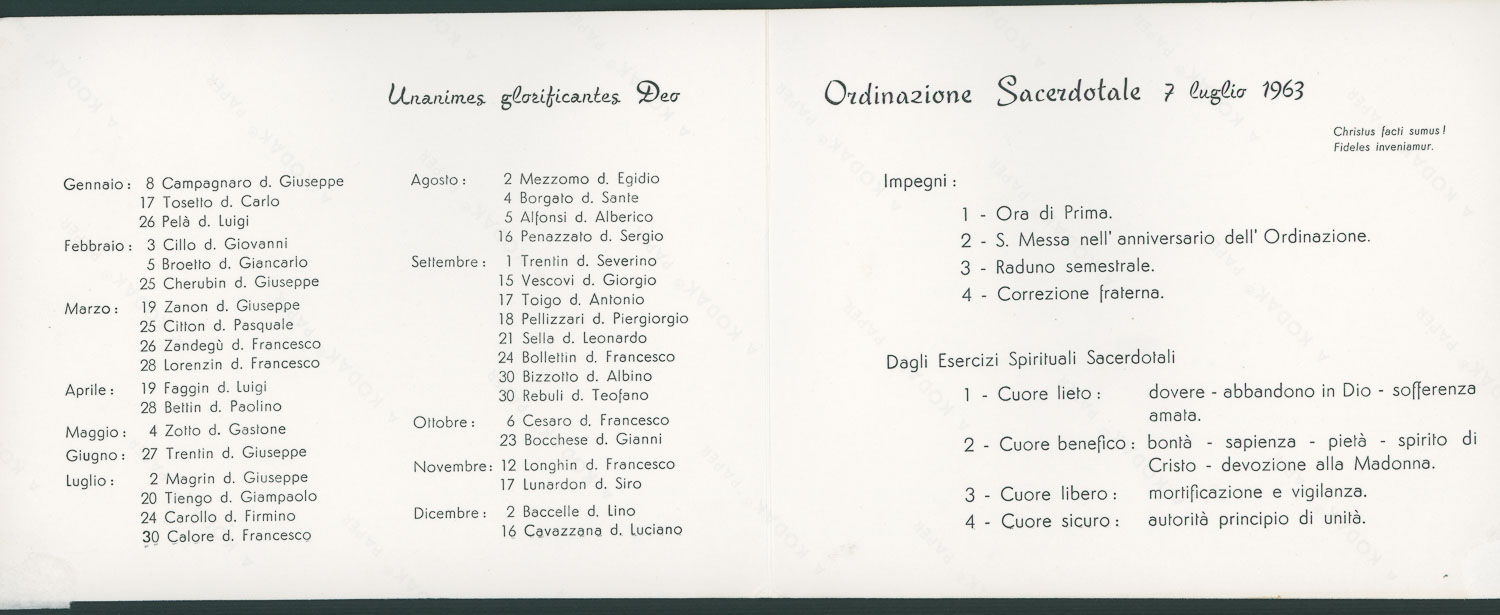 Unanimes glorificantes Deo
Gennaio: 8 Campagnaro d. Giuseppe
17 Tosetto d. Carlo
26 Pelà d. Luigi
Febbraio: 3 Cillo d. Giovanni
5 Broetto d. Giancarlo
25 Cherubin d. Giuseppe
Marzo: 19 Zanon d. Giuseppe
25 Citton d. Pasquale
26 Zandegù d. Francesco
28 Lorenzin d. Francesco
Aprile: 19 Faggin d. Luigi
28 Bettin d. Paolino
Maggio: 4 Zotto d. Gastone
Giugno: 27 Trentin d. Giuseppe
Luglio: 2 Magrin d. Giuseppe
20 Tiengo d. Giampaolo
24 Carollo d. Firmino
30 Calore d. Francesco
Agosto: 2 Mezzomo d. Egidio
4 Borgato d. Sante
5 Alfonsi d. Alberico
16 Penazzato d. Sergio
Settembre: 1 Trentin d. Severino
15 Vescovi d. Giorgio
17 Toigo d. Antonio
18 Pellizzari d. Piergiorgio
21 Sella d. Leonardo
24 Bollettin d. Francesco
30 Bizzotto d. Albino
30 Rebuli d. Teofano
Ottobre: 6 Cesaro d. Francesco
23 Bocchese d. Gianni
Novembre: 12 Longhin d. Francesco
17 Lunardon d. Siro
Dicembre: 2 Baccelle d. Lino
16 Cavazzana d. Luciano
Ordinazione Sacerdotale 7 luglio 1963
Christus facti sumus!
Fideles inveniamur.
Impegni:
1 - Ora di Prima.
2 - S. Messa nell'anniversario dell'Ordinazione.
3 - Raduno semestrale.
4 - Correzione fraterna.
Dagli Esercizi Spirituali Sacerdotali
1 - Cuore lieto: dovere - abbandono in Dio - sofferenza
amata.
2 - Cuore benefico: bontà - sapienza - pietà - spirito di
Cristo - devozione alla Madonna.
3 - Cuore libero: mortificazione e vigilanza.
4 - Cuore sicuro: autorità principio di unità.